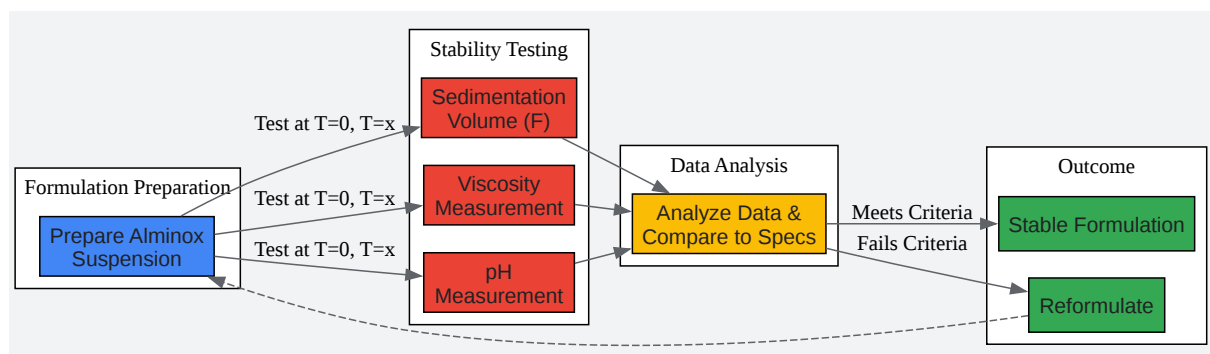 Formulation Preparation
Prepare Alminox
Suspension
Test at T=0, T=x
Test at T=0, T=x
Test at T=0, T=x
Stability Testing
Sedimentation
Volume (F)
Viscosity
Measurement
pH
Measurement
Data Analysis
Analyze Data &
Compare to Specs
Meets Criteria
Fails Criteria
Outcome
Stable Formulation
Reformulate